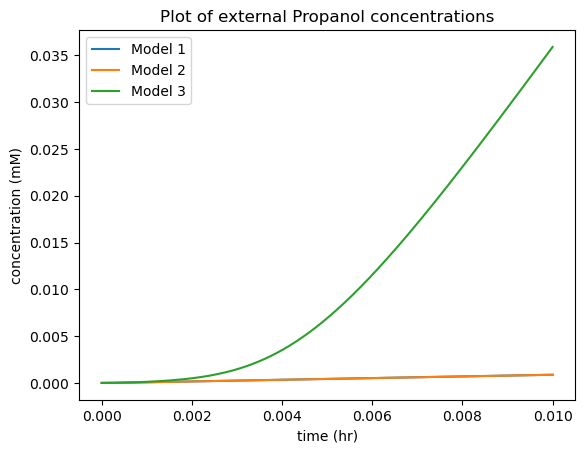 Plot of external Propanol concentrations
Model 1
Model 2
Model 3
concentration (mM)
0.035
0.030
0.025
0.020
0.015
0.010
0.005
0.000
0.000 0.002 0.004 0.006 0.008 0.010
time (hr)